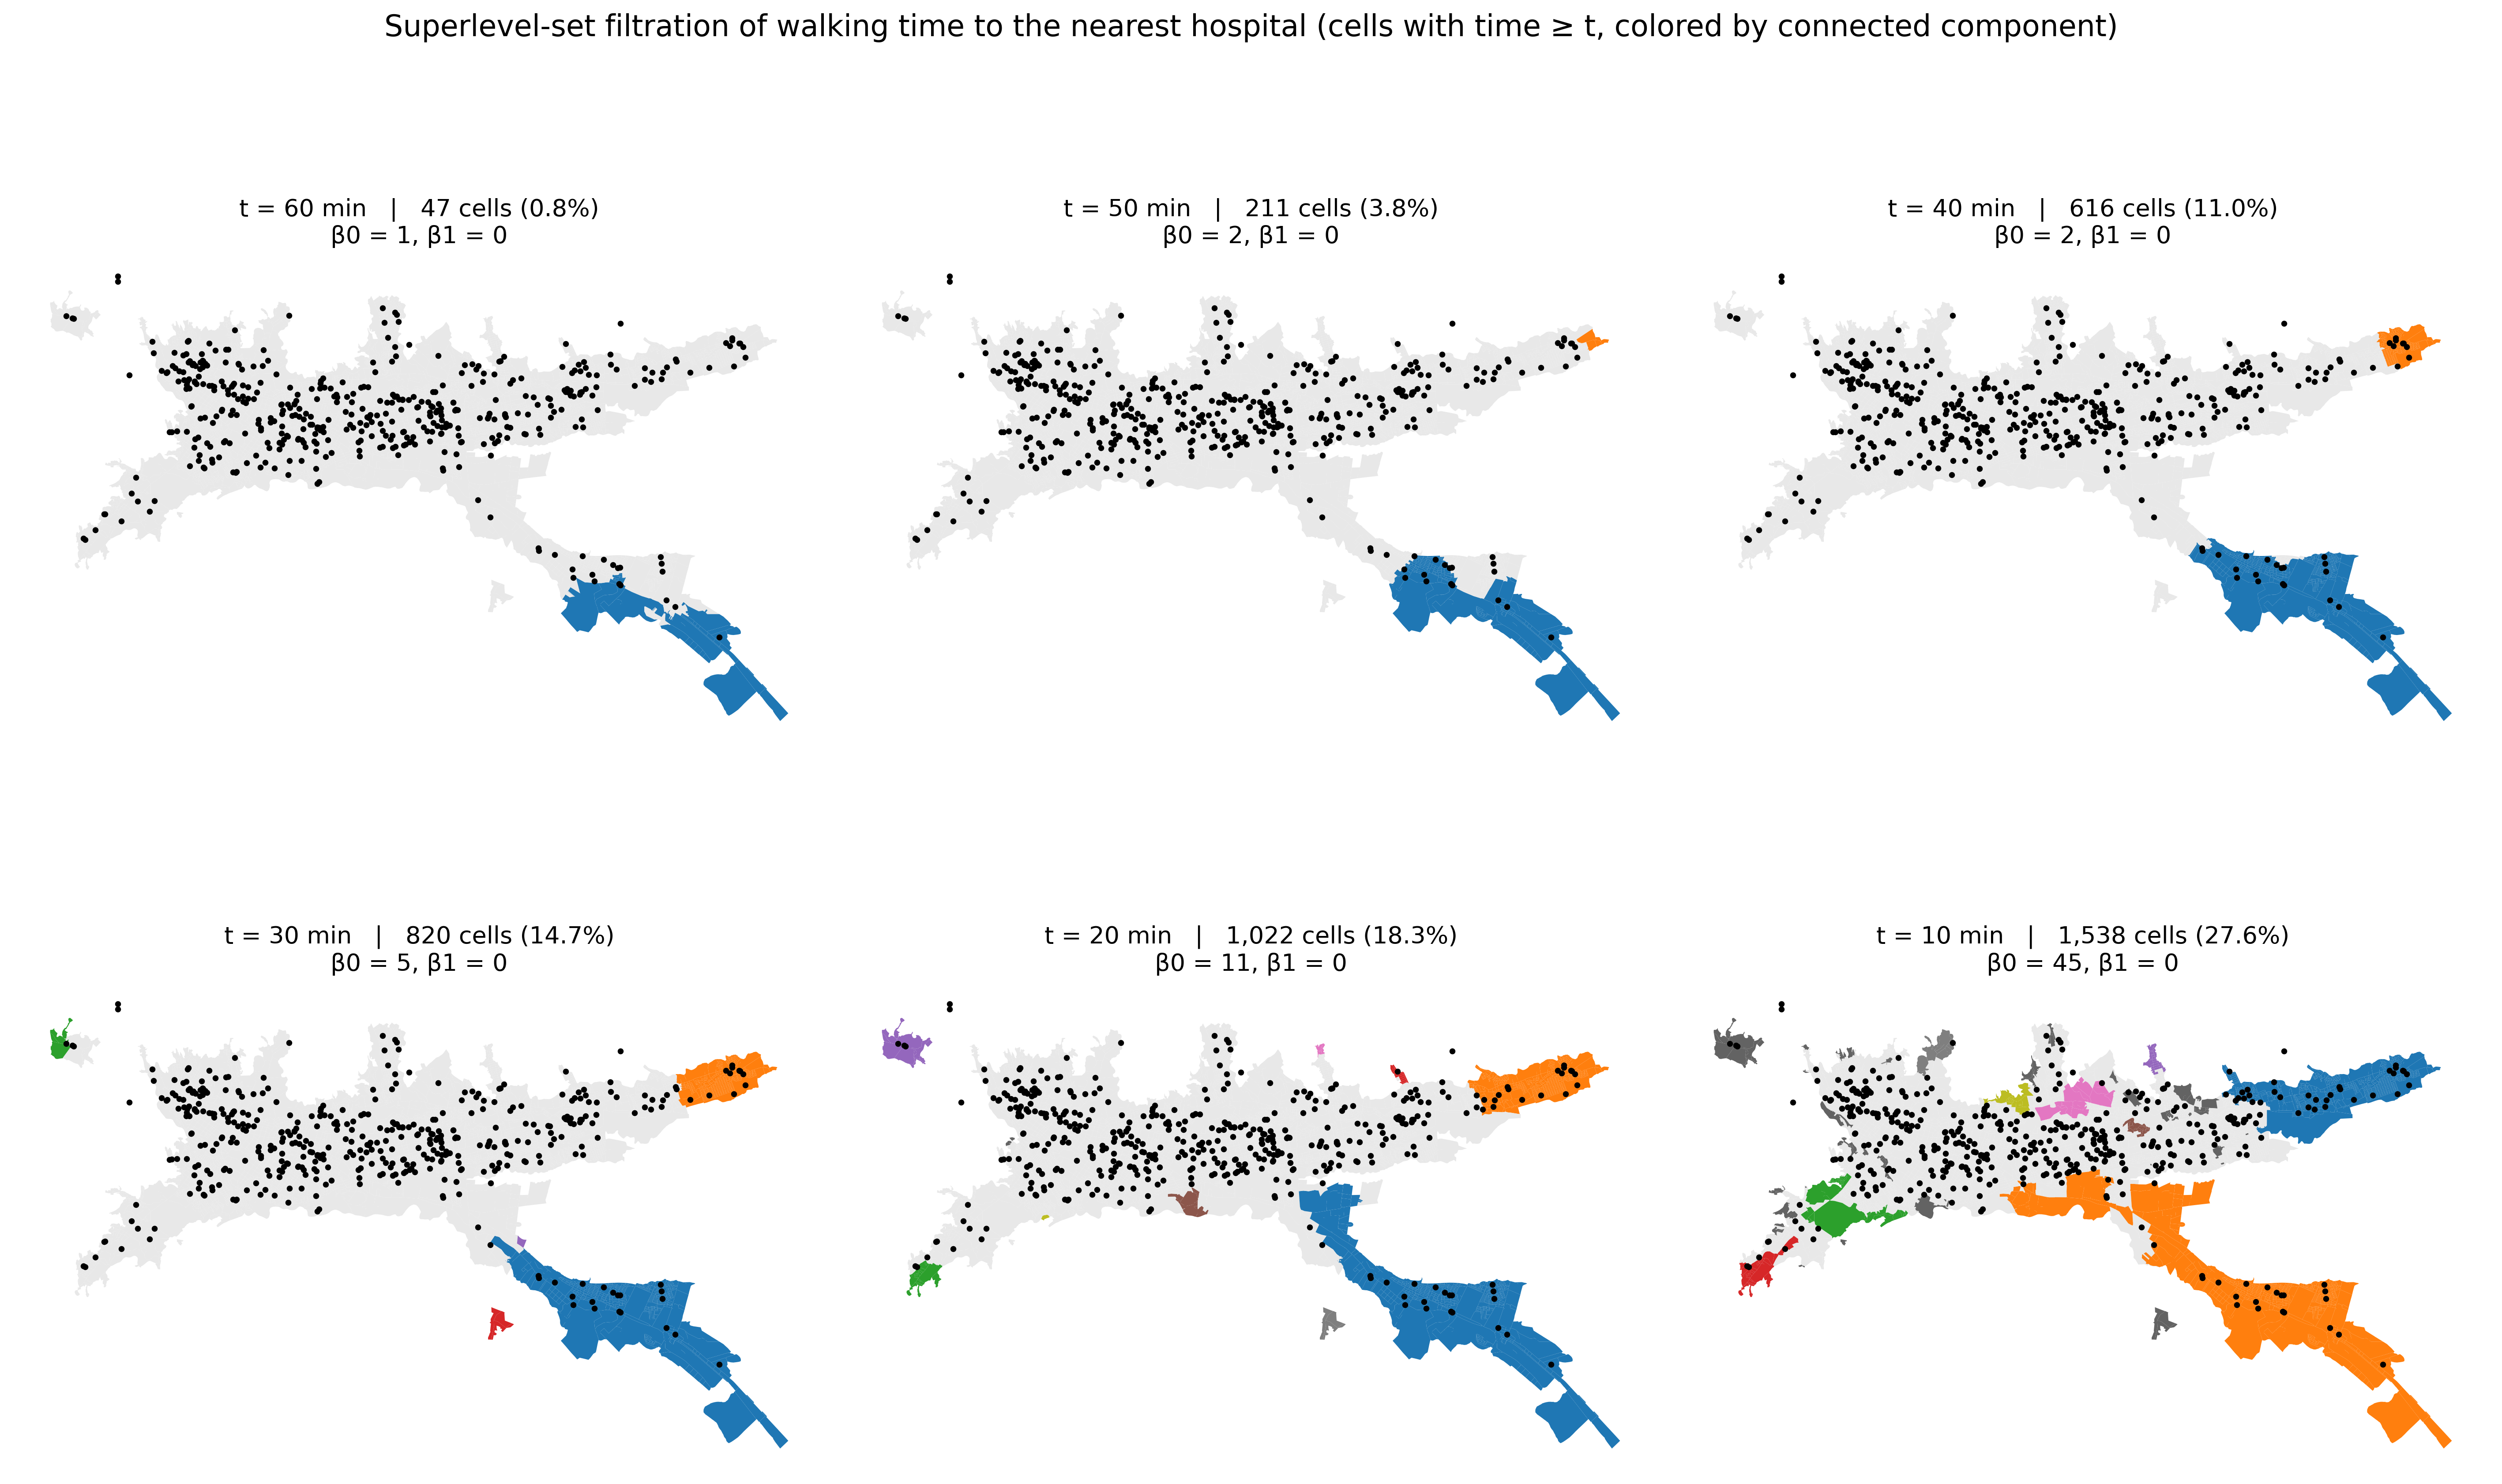 Superlevel-set filtration of walking time to the nearest hospital (cells with time ≥ t, colored by connected component)
t = 60 min | 47 cells (0.8%)
β0 = 1, β1 = 0
t = 50 min | 211 cells (3.8%)
β0 = 2, β1 = 0
t = 40 min | 616 cells (11.0%)
β0 = 2, β1 = 0
t = 30 min | 820 cells (14.7%)
β0 = 5, β1 = 0
t = 20 min | 1,022 cells (18.3%)
β0 = 11, β1 = 0
t = 10 min | 1,538 cells (27.6%)
β0 = 45, β1 = 0